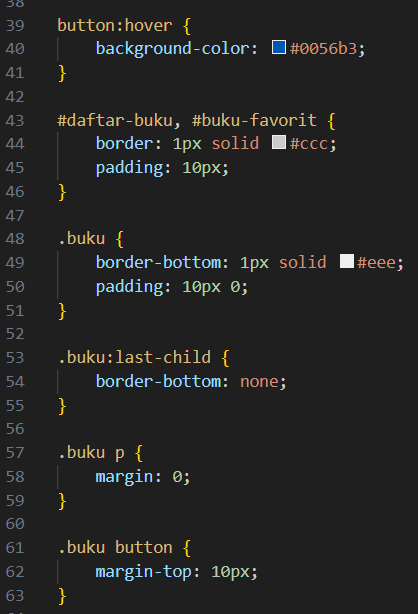 38
39 button:hover {
40 background-color: #0056b3;
41 }
42
43 #daftar-buku, #buku-favorit {
44 border: 1px solid #ccc;
45 padding: 10px;
46 }
47
48 .buku {
49 border-bottom: 1px solid #eee;
50 padding: 10px 0;
51 }
52
53 .buku:last-child {
54 border-bottom: none;
55 }
56
57 .buku p {
58 margin: 0;
59 }
60
61 .buku button {
62 margin-top: 10px;
63 }